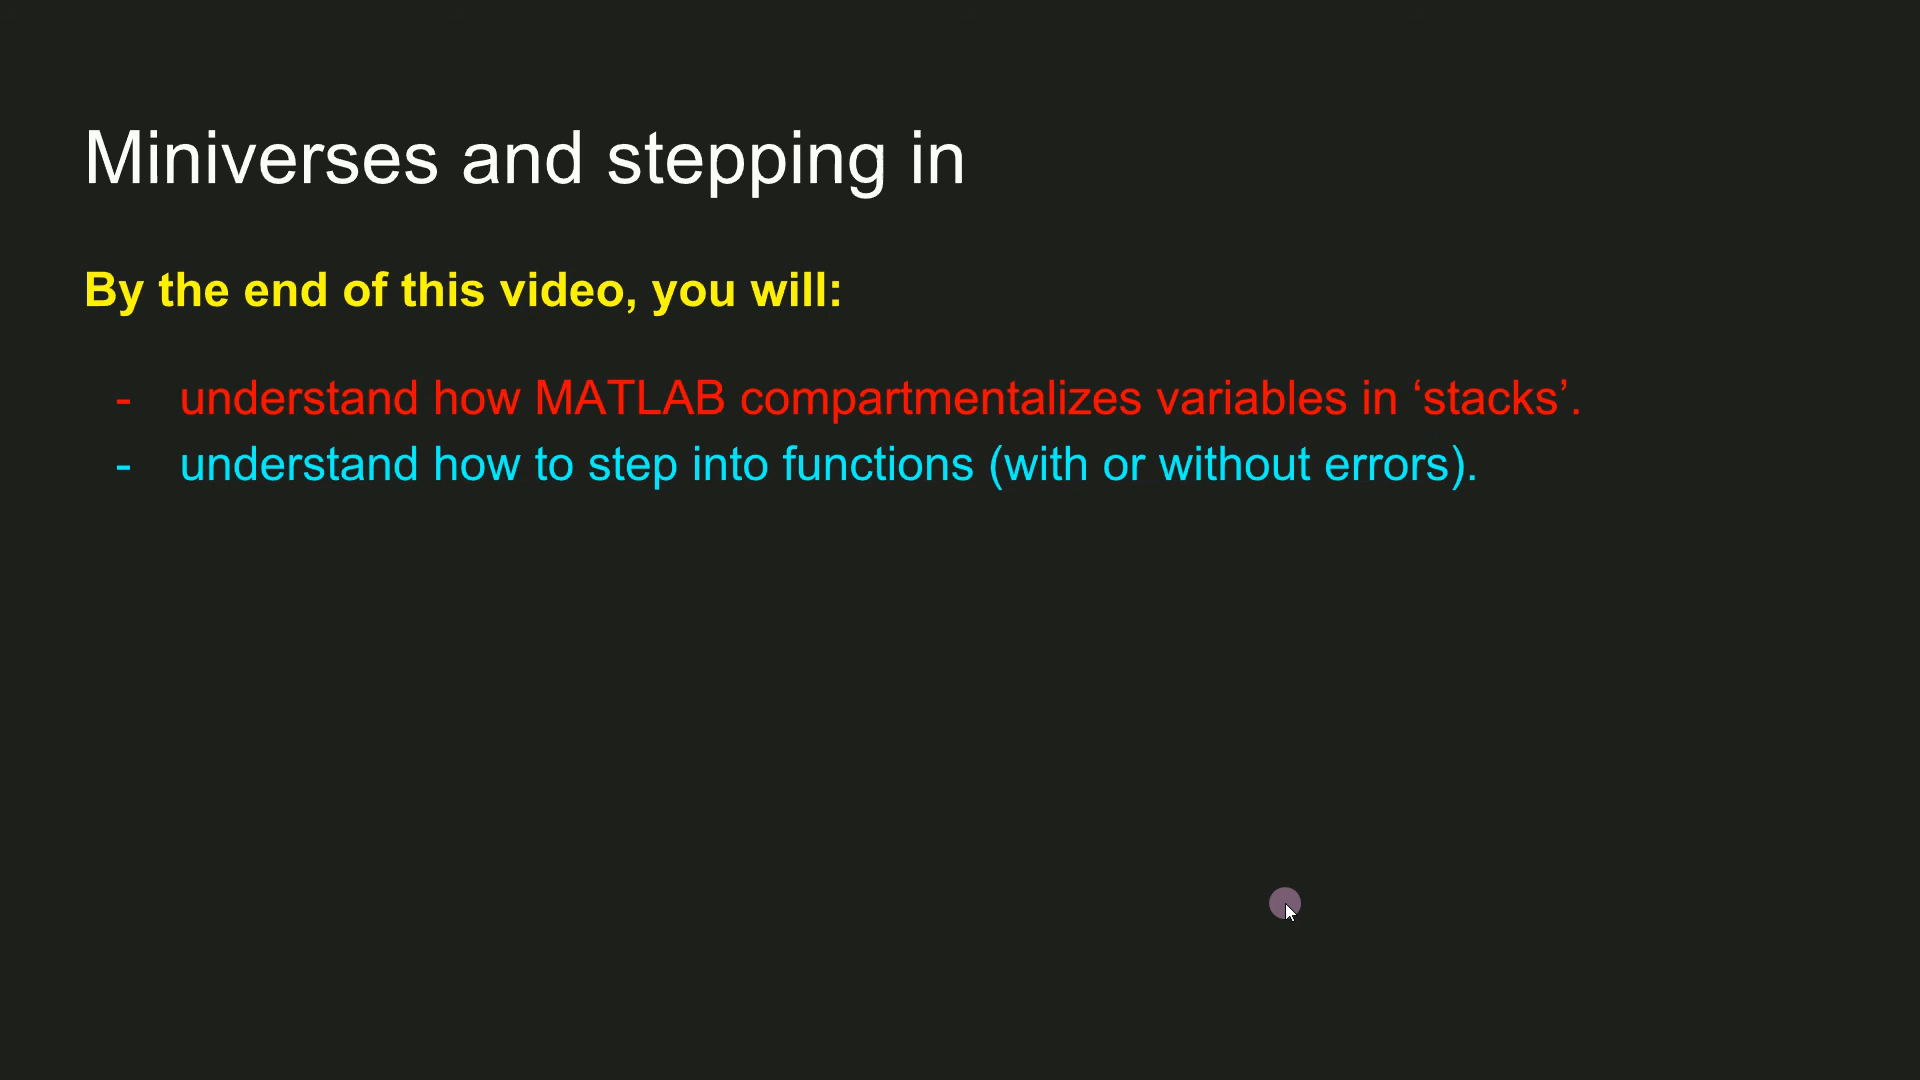 Miniverses and stepping in
By the end of this video, you will:
- understand how MATLAB compartmentalizes variables in ‘stacks’.
- understand how to step into functions (with or without errors).